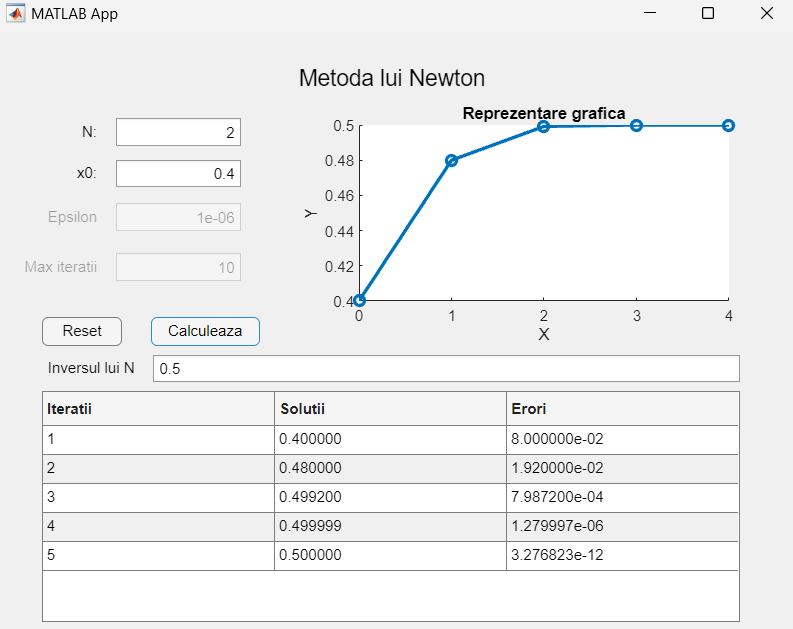 MATLAB App
Metoda lui Newton
N: 2
x0: 0.4
Epsilon 1e-06
Max iteratii 10
Reset Calculeaza
Reprezentare grafica
0.5
0.48
0.46
0.44
0.42
0.4
Y
0 1 2 3 4
X
Inversul lui N 0.5
Iteratii Solutii Erori
1 0.400000 8.000000e-02
2 0.480000 1.920000e-02
3 0.499200 7.987200e-04
4 0.499999 1.279997e-06
5 0.500000 3.276823e-12